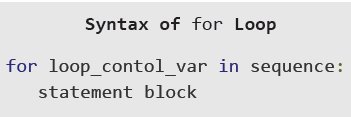 Syntax of for Loop
for loop_contol_var in sequence:
statement block